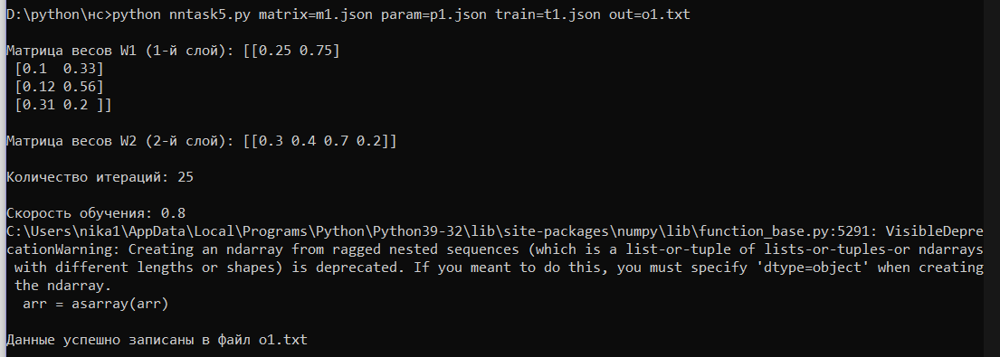 D:\python\нс>python nntask5.py matrix=m1.json param=p1.json train=t1.json out=o1.txt
Матрица весов W1 (1-й слой): [[0.25 0.75]
[0.1  0.33]
[0.12 0.56]
[0.31 0.2 ]]
Матрица весов W2 (2-й слой): [[0.3 0.4 0.7 0.2]]
Количество итераций: 25
Скорость обучения: 0.8
C:\Users\nika1\AppData\Local\Programs\Python\Python39-32\lib\site-packages\numpy\lib\function_base.py:5291: VisibleDepre
cationWarning: Creating an ndarray from ragged nested sequences (which is a list-or-tuple of lists-or-tuples-or ndarrays
with different lengths or shapes) is deprecated. If you meant to do this, you must specify 'dtype=object' when creating
the ndarray.
arr = asarray(arr)
Данные успешно записаны в файл o1.txt